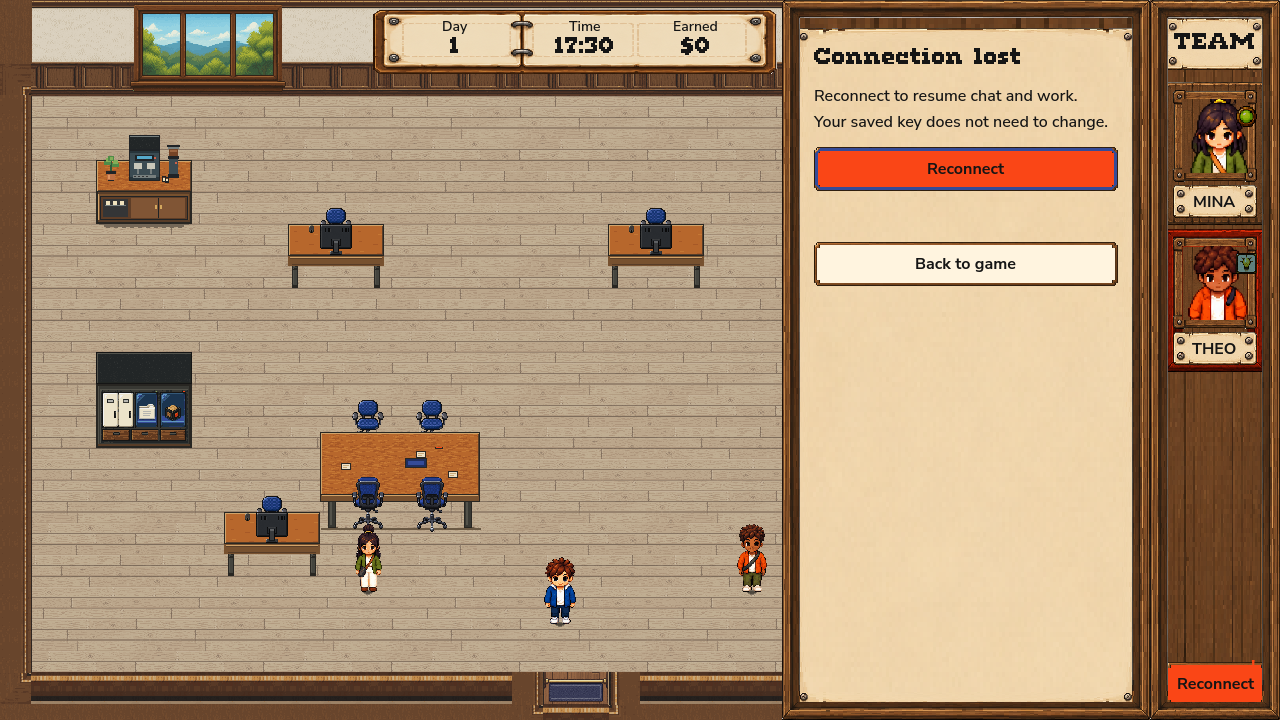 Day
1
Time
17:30
Earned
$0
Connection lost
Reconnect to resume chat and work.
Your saved key does not need to change.
Reconnect
Back to game
TEAM
MINA
THEO
Reconnect